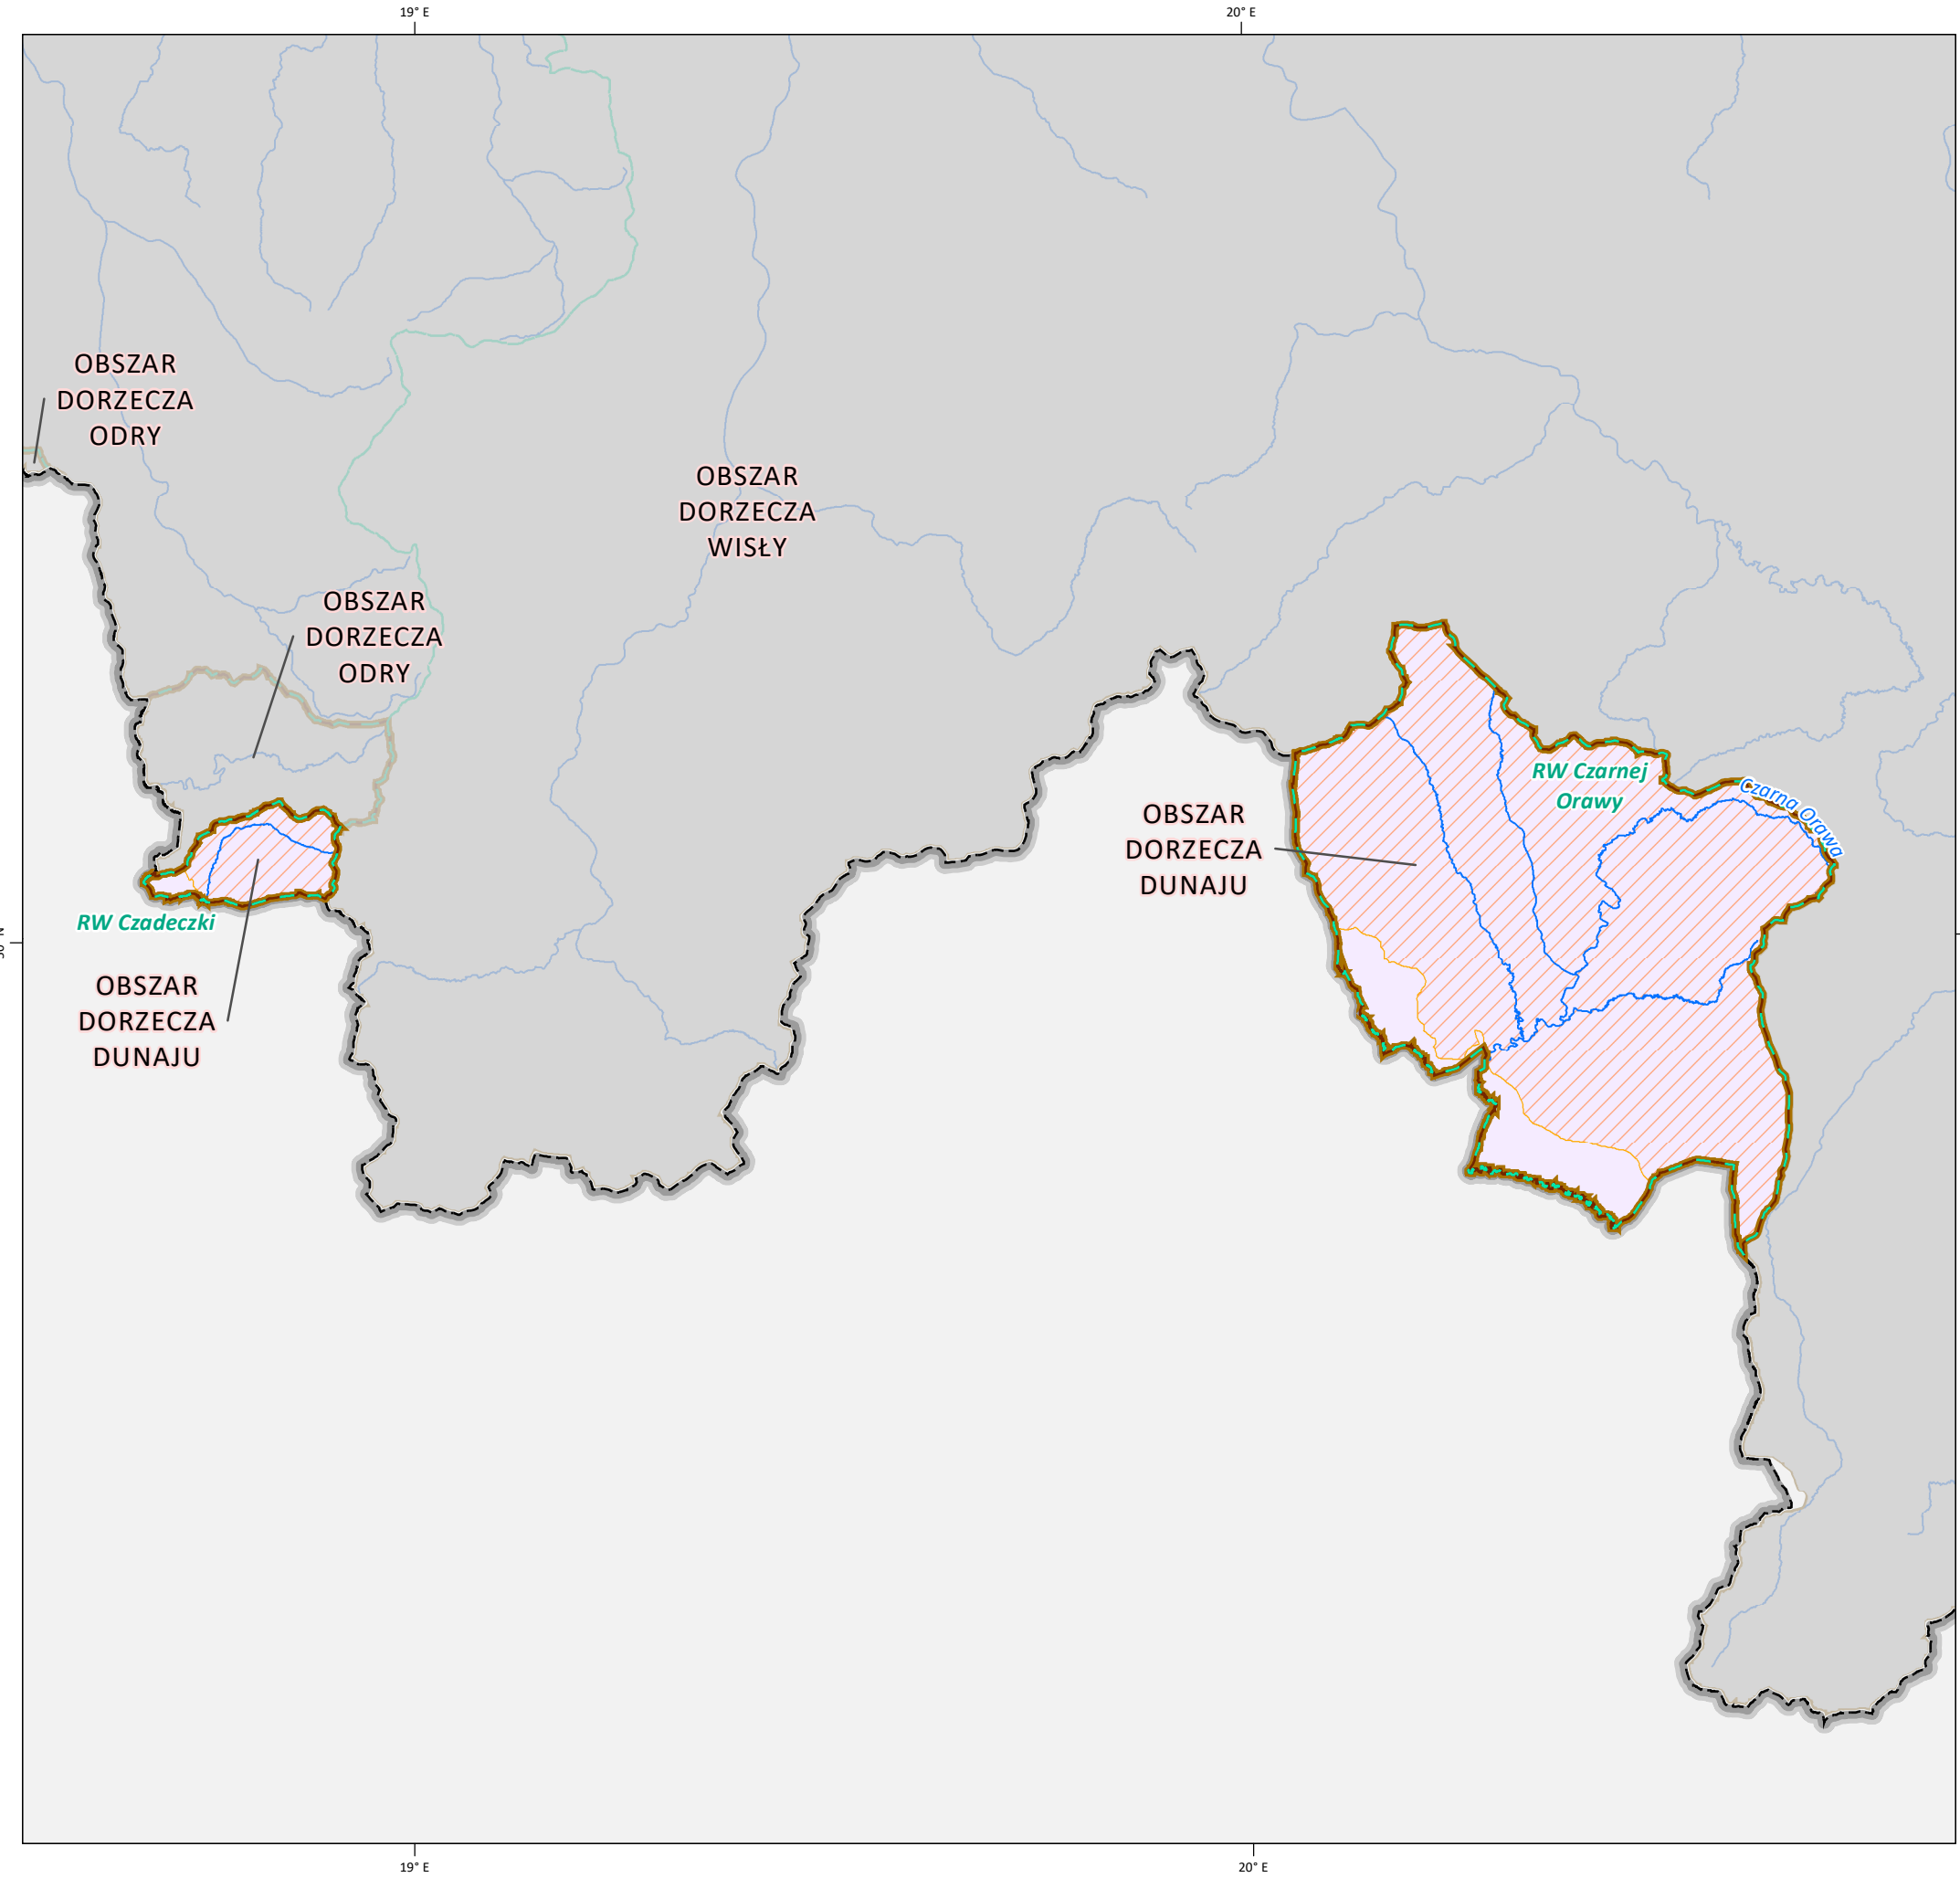 19° E
20° E
OBSZAR
DORZECZA
ODRY
OBSZAR
DORZECZA
WISŁY
OBSZAR
DORZECZA
ODRY
RW Czarnej
Orawy
Czarna Orawa
OBSZAR
DORZECZA
DUNAJU
RW Czadeczki
OBSZAR
DORZECZA
DUNAJU
19° E
20° E